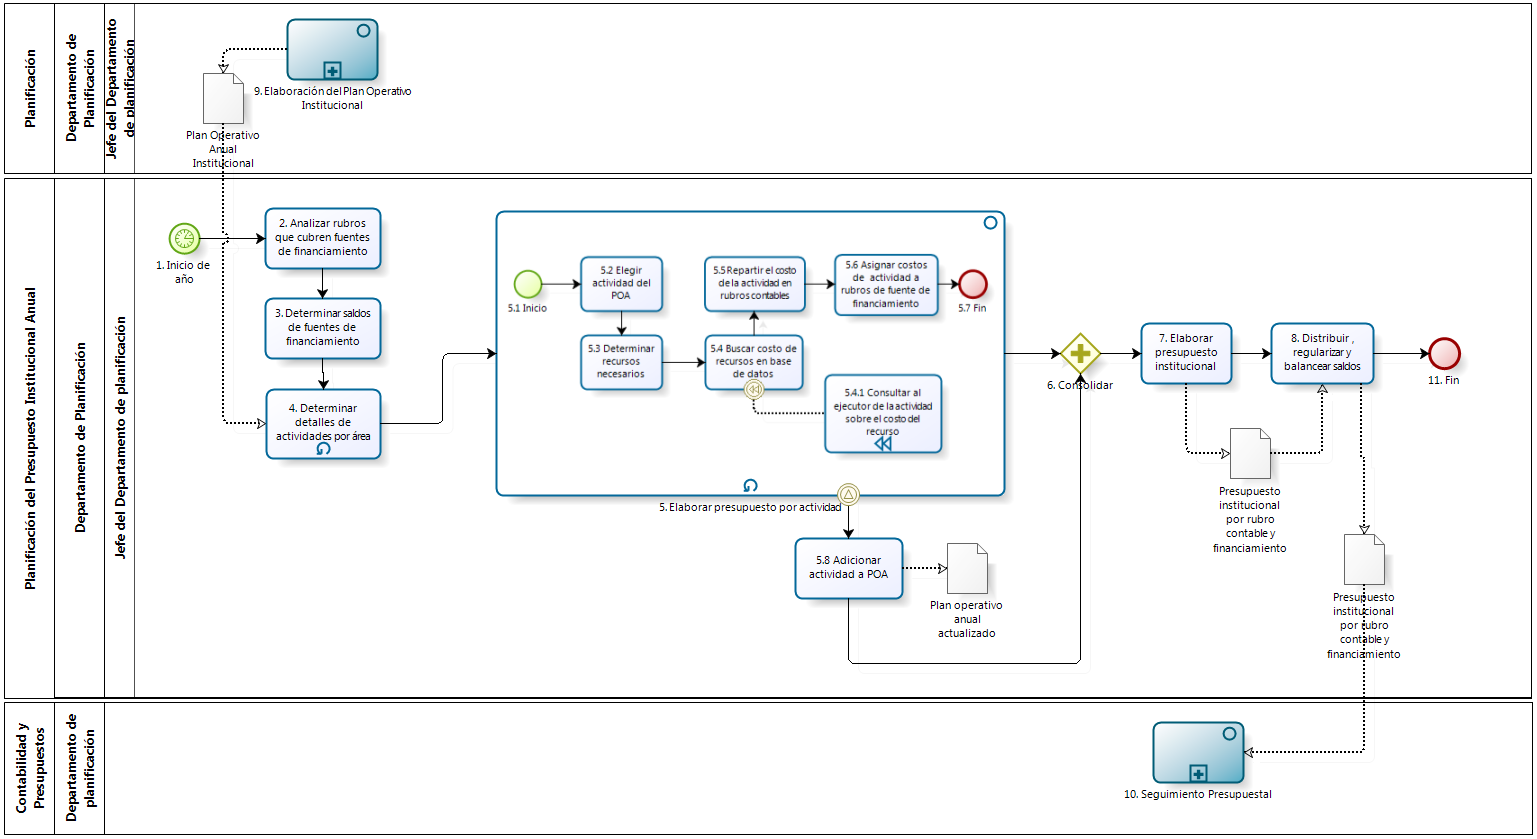 Planificación
Departamento de
Planificación
Jefe del Departamento
de planificación
9. Elaboración del Plan Operativo
Institucional
Plan Operativo
Anual
Institucional
Planificación del Presupuesto Institucional Anual
Departamento de Planificación
Jefe del Departamento de planificación
1. Inicio de
año
2. Analizar rubros
que cubren fuentes
de financiamiento
3. Determinar saldos
de fuentes de
financiamiento
4. Determinar
detalles de
actividades por área
5.1 Inicio
5.2 Elegir
actividad del
POA
5.3 Determinar
recursos
necesarios
5.4 Buscar costo de
recursos en base
de datos
5.5 Repartir el costo
de la actividad en
rubros contables
5.6 Asignar costos
de actividad a
rubros de fuente de
financiamiento
5.7 Fin
5.4.1 Consultar al
ejecutor de la actividad
sobre el costo del
recurso
5. Elaborar presupuesto por actividad
5.8 Adicionar
actividad a POA
Plan operativo
anual
actualizado
6. Consolidar
7. Elaborar
presupuesto
institucional
8. Distribuir ,
regularizar y
balancear saldos
11. Fin
Presupuesto
institucional
por rubro
contable y
financiamiento
Presupuesto
institucional
por rubro
contable y
financiamiento
Contabilidad y
Presupuestos
Departamento de
planificación
10. Seguimiento Presupuestal